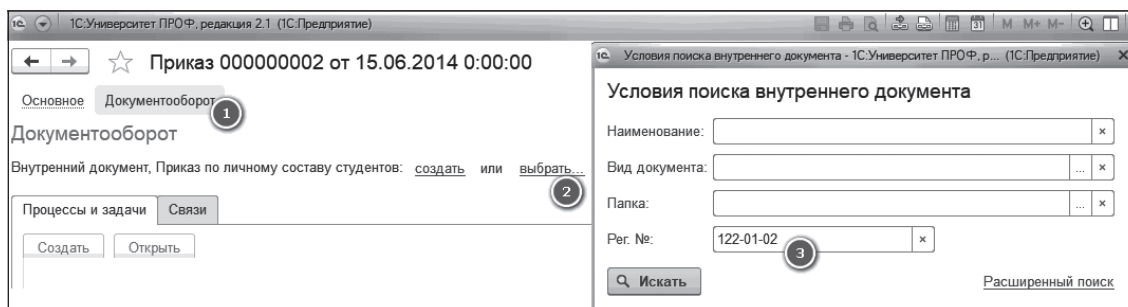 1С:Университет ПРОФ, редакция 2.1 (1С:Предприятие)
M M+ M-
Приказ 000000002 от 15.06.2014 0:00:00
Основное Документооборот 1
Документооборот
Внутренний документ, Приказ по личному составу студентов: создать или выбрать... 2
Процессы и задачи Связи
Создать Открыть
Условия поиска внутреннего документа - 1С:Университет ПРОФ, р... (1С:Предприятие)
Условия поиска внутреннего документа
Наименование:
Вид документа: ...
Папка: ...
Рег. №: 122-01-02 3
Искать Расширенный поиск